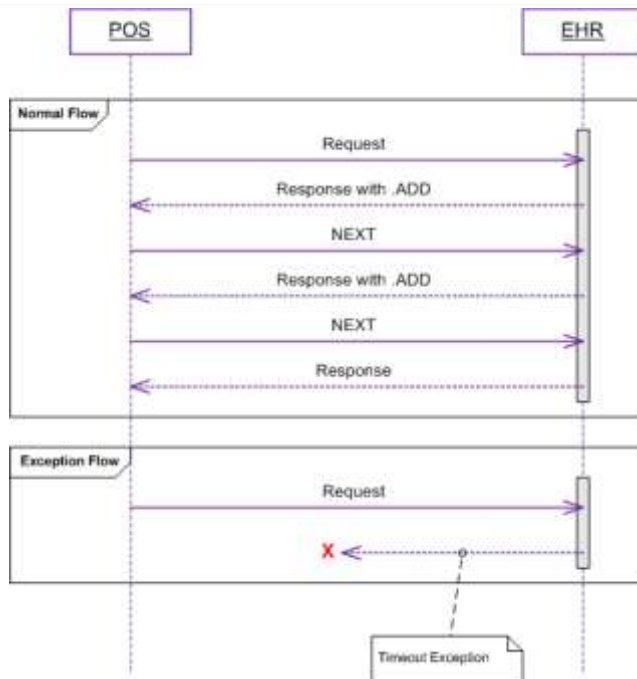 POS
EHR
Normal Flow
Request
Response with .ADD
NEXT
Response with .ADD
NEXT
Response
Exception Flow
Request
X
Timeout Exception